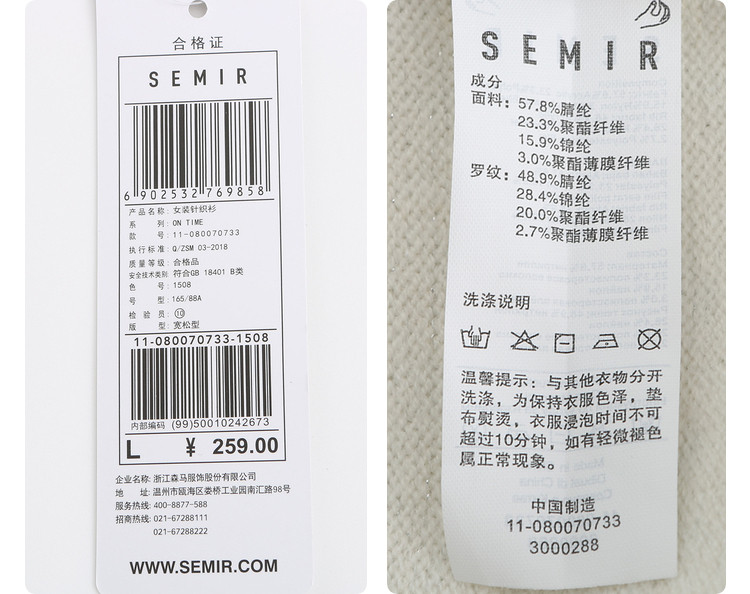 合格证
SEMIR
6 902532 769858
产品名称: 女装针织衫
系 列: ON TIME
款 号: 11-080070733
执行标准: Q/ZSM 03-2018
质量等级: 合格品
安全技术类别: 符合GB 18401 B类
色 号: 1508
号 型: 165/88A
检 验 员: ⑩
版 型: 宽松型
11-080070733-1508
内部编码 (99)50010242673
L ¥ 259.00
企业名称: 浙江森马服饰股份有限公司
地 址: 温州市瓯海区娄桥工业园南汇路98号
服务热线: 400-8877-588
招商热线: 021-67288111
021-67288222
WWW.SEMIR.COM
SEMIR
成分
面料: 57.8%腈纶
23.3%聚酯纤维
15.9%锦纶
3.0%聚酯薄膜纤维
罗纹: 48.9%腈纶
28.4%锦纶
20.0%聚酯纤维
2.7%聚酯薄膜纤维
洗涤说明
温馨提示: 与其他衣物分开
洗涤，为保持衣服色泽，垫
布熨烫，衣服浸泡时间不可
超过10分钟，如有轻微褪色
属正常现象。
中国制造
11-080070733
3000288